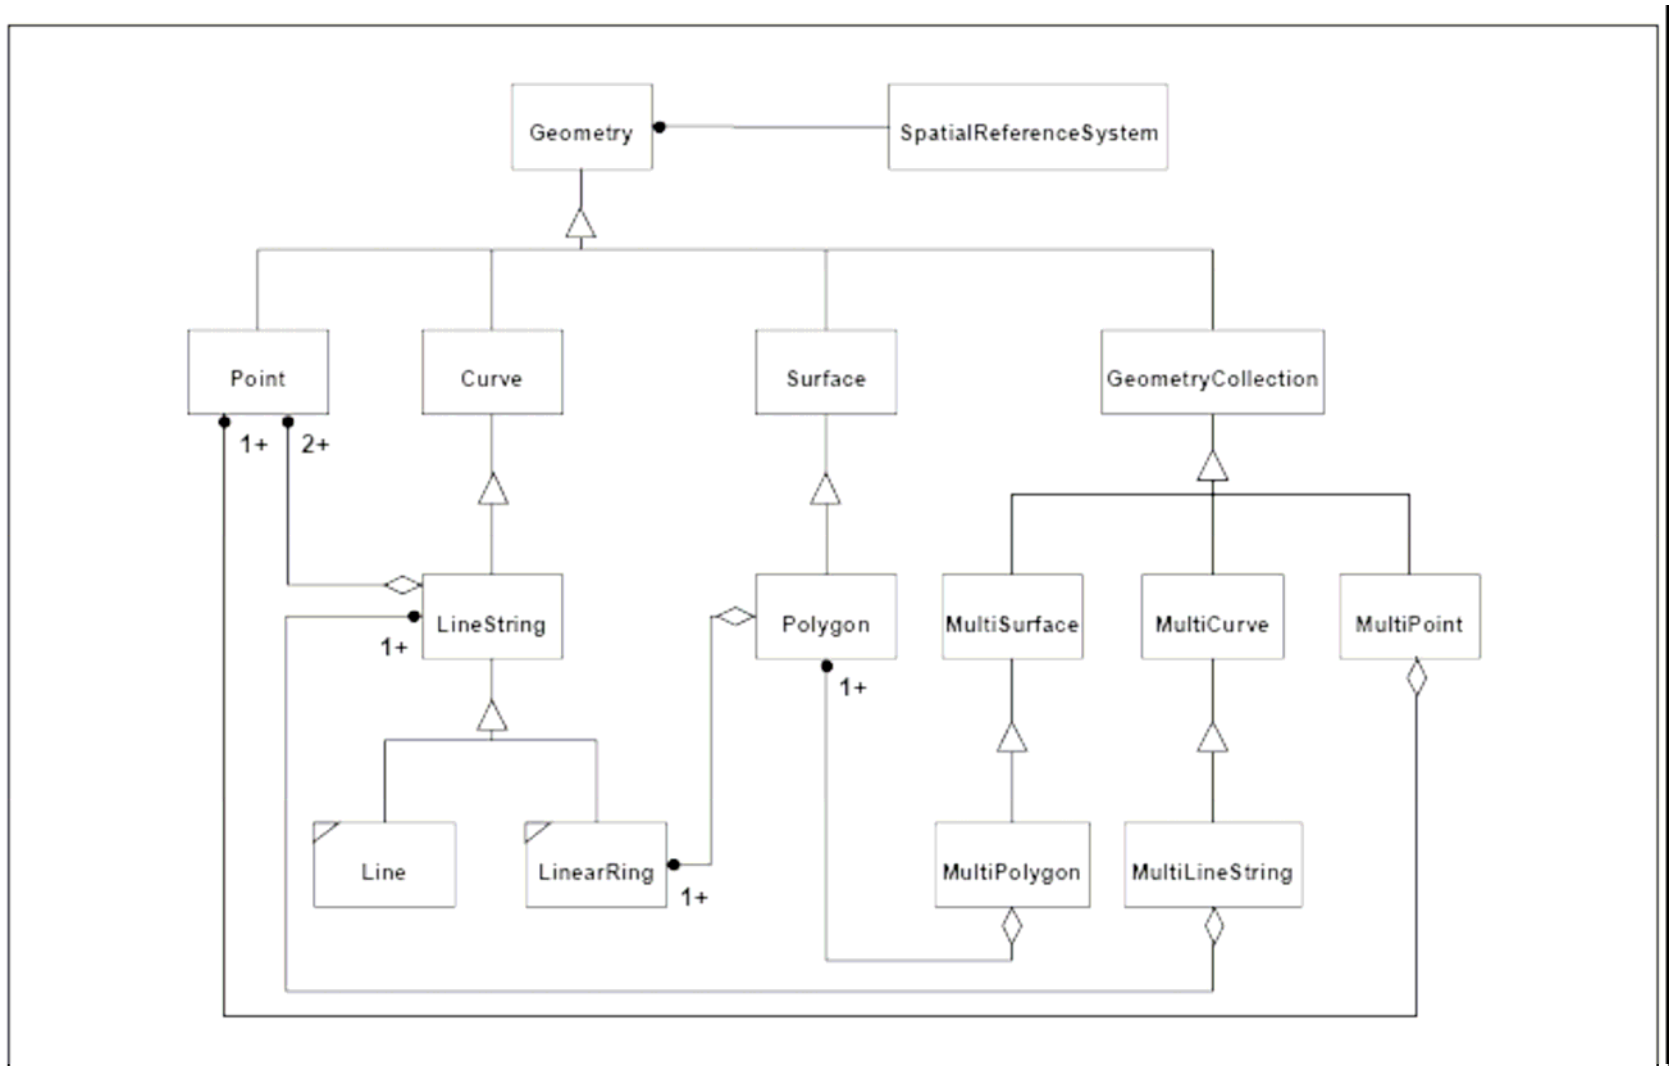 Geometry
SpatialReferenceSystem
Point
Curve
Surface
GeometryCollection
1+
2+
LineString
Polygon
MultiSurface
MultiCurve
MultiPoint
1+
1+
Line
LinearRing
MultiPolygon
MultiLineString
1+